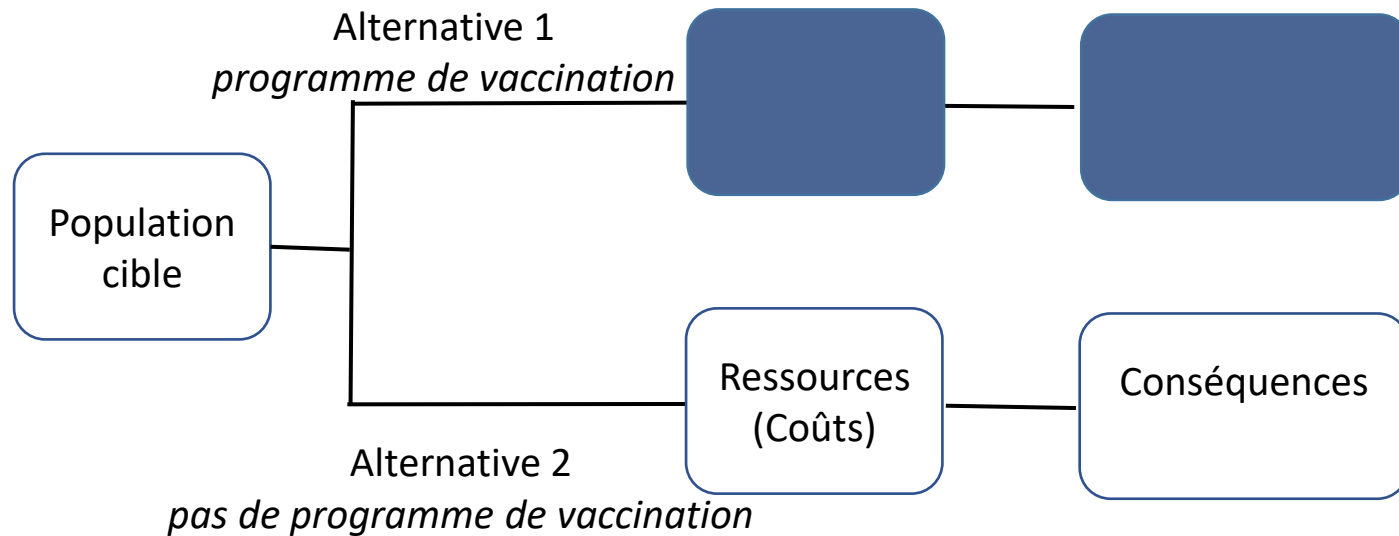 Alternative 1
programme de vaccination
Population
cible
Ressources
(Coûts)
Conséquences
Alternative 2
pas de programme de vaccination